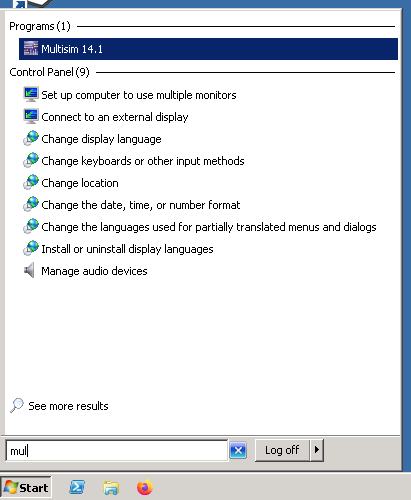 Programs (1)
Multisim 14.1
Control Panel (9)
Set up computer to use multiple monitors
Connect to an external display
Change display language
Change keyboards or other input methods
Change location
Change the date, time, or number format
Change the languages used for partially translated menus and dialogs
Install or uninstall display languages
Manage audio devices
See more results
mul
Log off
Start